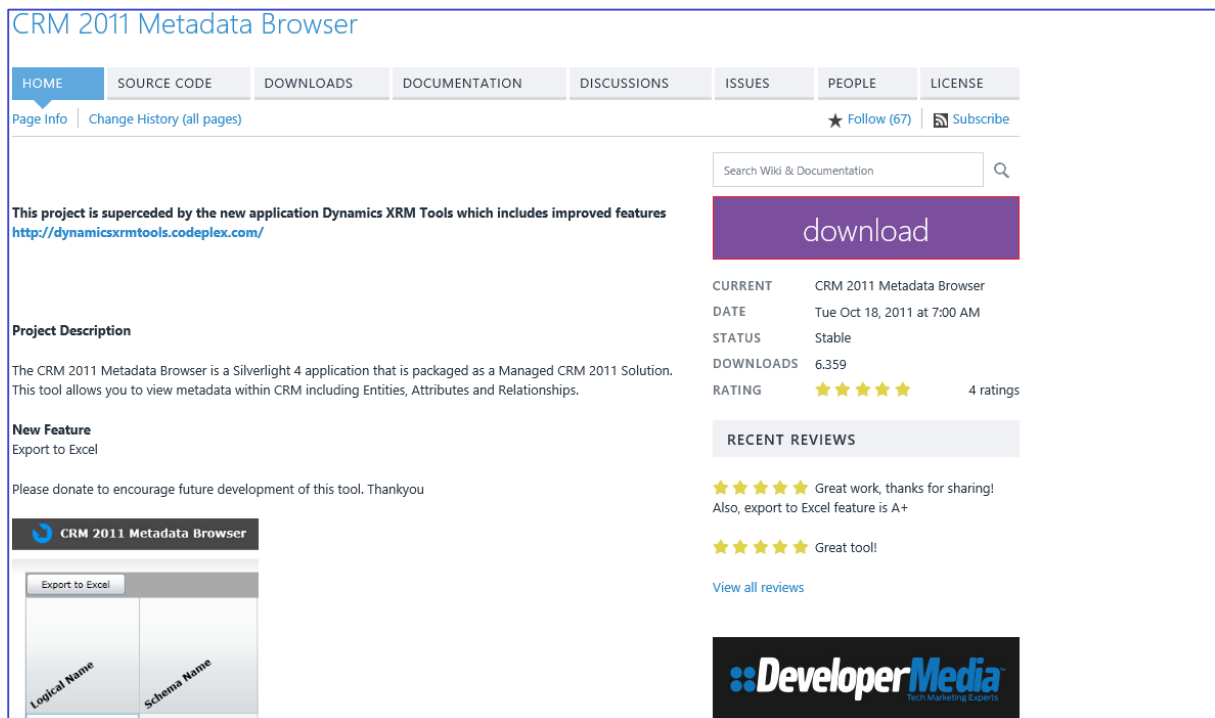 CRM 2011 Metadata Browser
HOME SOURCE CODE DOWNLOADS DOCUMENTATION DISCUSSIONS ISSUES PEOPLE LICENSE
Page Info Change History (all pages) Follow (67) Subscribe
Search Wiki & Documentation
This project is superceded by the new application Dynamics XRM Tools which includes improved features
http://dynamicsxrmtools.codeplex.com/
Project Description
The CRM 2011 Metadata Browser is a Silverlight 4 application that is packaged as a Managed CRM 2011 Solution.
This tool allows you to view metadata within CRM including Entities, Attributes and Relationships.
New Feature
Export to Excel
Please donate to encourage future development of this tool. Thankyou
CRM 2011 Metadata Browser
Export to Excel
Logical Name
Schema Name
download
CURRENT CRM 2011 Metadata Browser
DATE Tue Oct 18, 2011 at 7:00 AM
STATUS Stable
DOWNLOADS 6.359
RATING 4 ratings
RECENT REVIEWS
Great work, thanks for sharing!
Also, export to Excel feature is A+
Great tool!
View all reviews
DeveloperMedia
Tech Marketing Experts